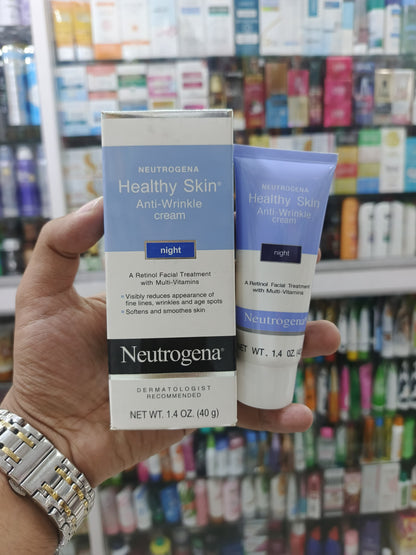 NEUTROGENA
Healthy Skin®
Anti-Wrinkle
cream
night
A Retinol Facial Treatment
with Multi-Vitamins
• Visibly reduces appearance of
fine lines, wrinkles and age spots
• Softens and smoothes skin
Neutrogena®
DERMATOLOGIST
RECOMMENDED
NET WT. 1.4 OZ. (40 g)
NEUTROGENA
Healthy Skin
Anti-Wrinkle
cream
night
A Retinol Facial Treatment
with Multi-Vitamins
Neutrogena®
NET WT. 1.4 OZ. (40